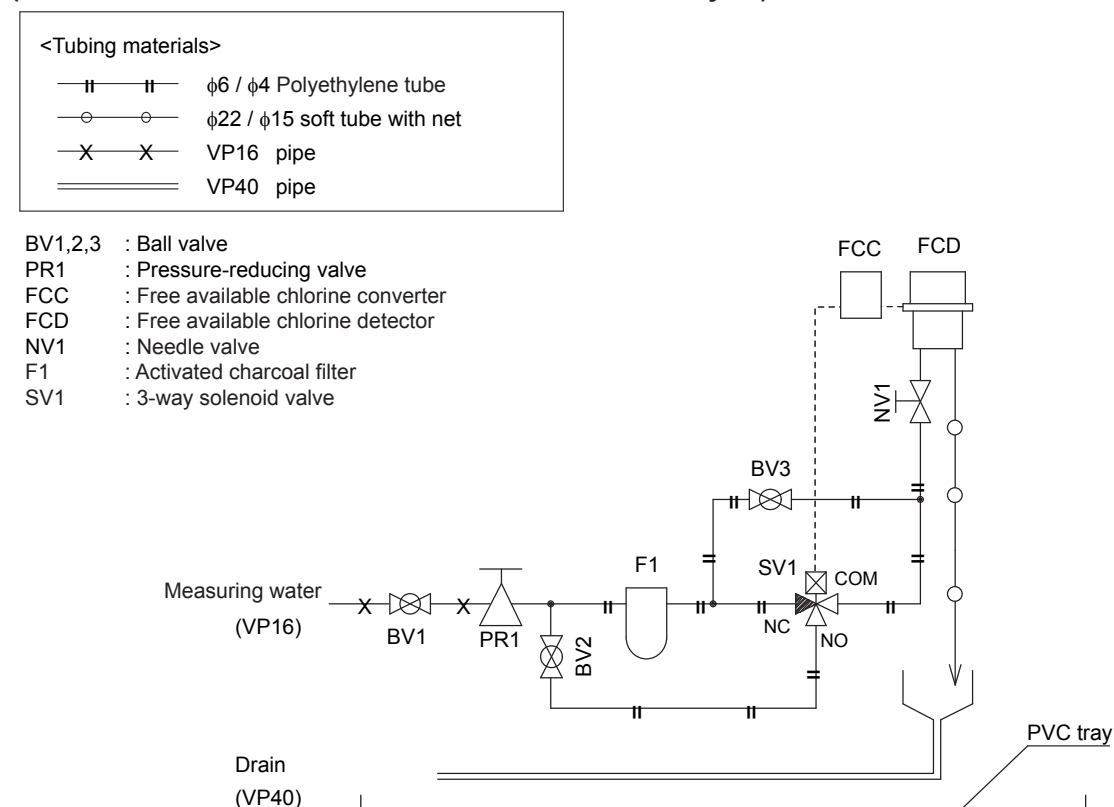 <Tubing materials>
ϕ6 / ϕ4 Polyethylene tube
ϕ22 / ϕ15 soft tube with net
VP16 pipe
VP40 pipe
BV1,2,3 : Ball valve
PR1 : Pressure-reducing valve
FCC : Free available chlorine converter
FCD : Free available chlorine detector
NV1 : Needle valve
F1 : Activated charcoal filter
SV1 : 3-way solenoid valve
FCC
FCD
NV1
BV3
F1
SV1
COM
Measuring water
(VP16)
BV1
PR1
BV2
NC
NO
PVC tray
Drain
(VP40)